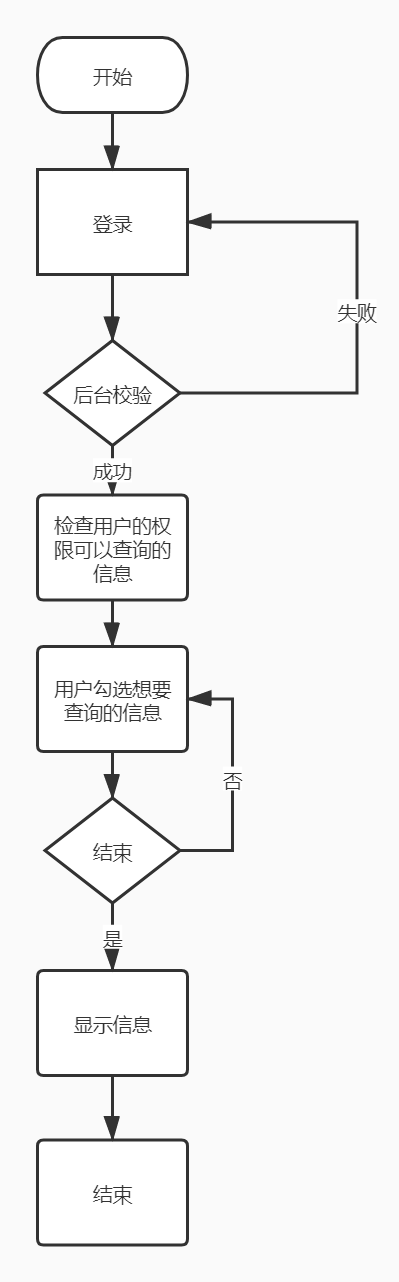 开始
登录
失败
后台校验
成功
检查用户的权
限可以查询的
信息
用户勾选想要
查询的信息
否
结束
是
显示信息
结束